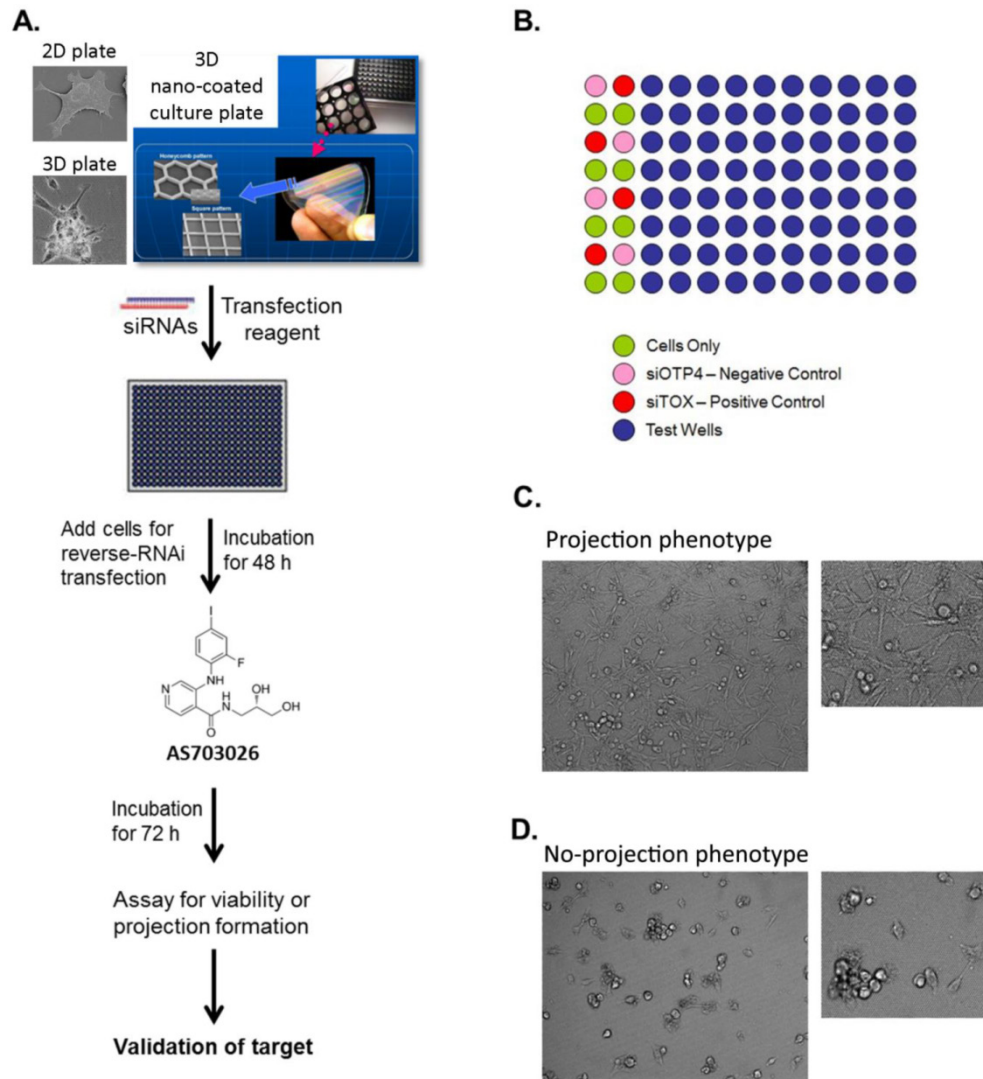 A.
2D plate
3D
nano-coated
culture plate
3D plate
Honeycomb pattern
Square pattern
siRNAs
Transfection
reagent
Add cells for
reverse-RNAi
transfection
Incubation
for 48 h
I
F
NH
N
H
N
OH
OH
O
AS703026
Incubation
for 72 h
Assay for viability or
projection formation
Validation of target
B.
Cells Only
siOTP4 – Negative Control
siTOX – Positive Control
Test Wells
C.
Projection phenotype
D.
No-projection phenotype